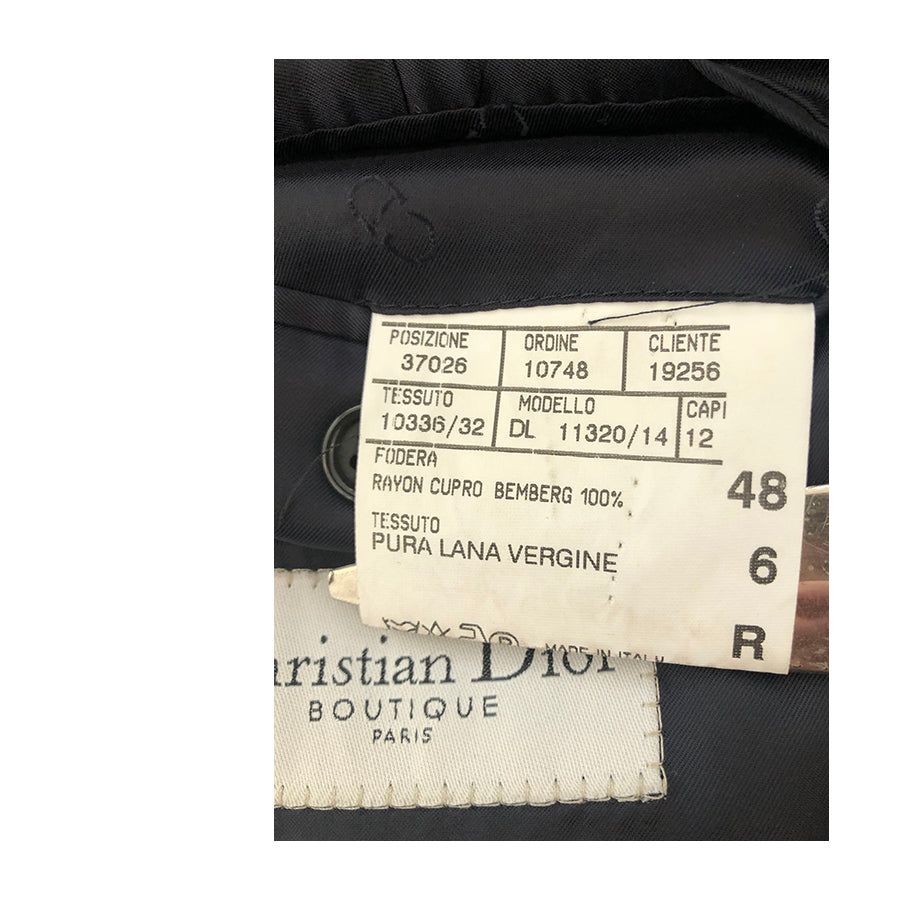 POSIZIONE ORDINE CLIENTE
37026 10748 19256
TESSUTO MODELLO CAPI
10336/32 DL 11320/14 12
FODERA
RAYON CUPRO BEMBERG 100%
48
TESSUTO
PURA LANA VERGINE
6
R
MADE IN ITALY
Christian Dior
BOUTIQUE
PARIS